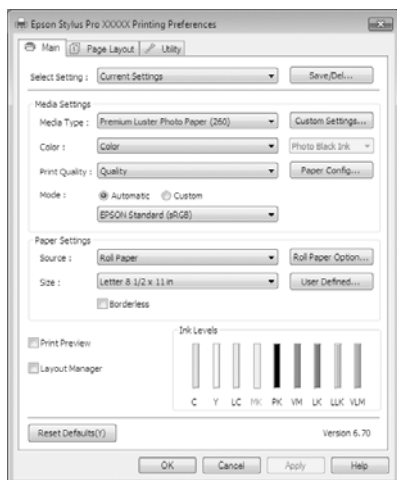 Epson Stylus Pro XXXXX Printing Preferences
Main Page Layout Utility
Select Setting : Current Settings Save/Del...
Media Settings
Media Type : Premium Luster Photo Paper (260) Custom Settings...
Color : Color Photo Black Ink
Print Quality : Quality Paper Config...
Mode : Automatic Custom
EPSON Standard (sRGB)
Paper Settings
Source : Roll Paper Roll Paper Option...
Size : Letter 8 1/2 x 11 in User Defined...
Borderless
Print Preview
Layout Manager
Ink Levels
C Y LC MK PK VM LK LLK VLM
Reset Defaults(Y) Version 6.70
OK Cancel Apply Help